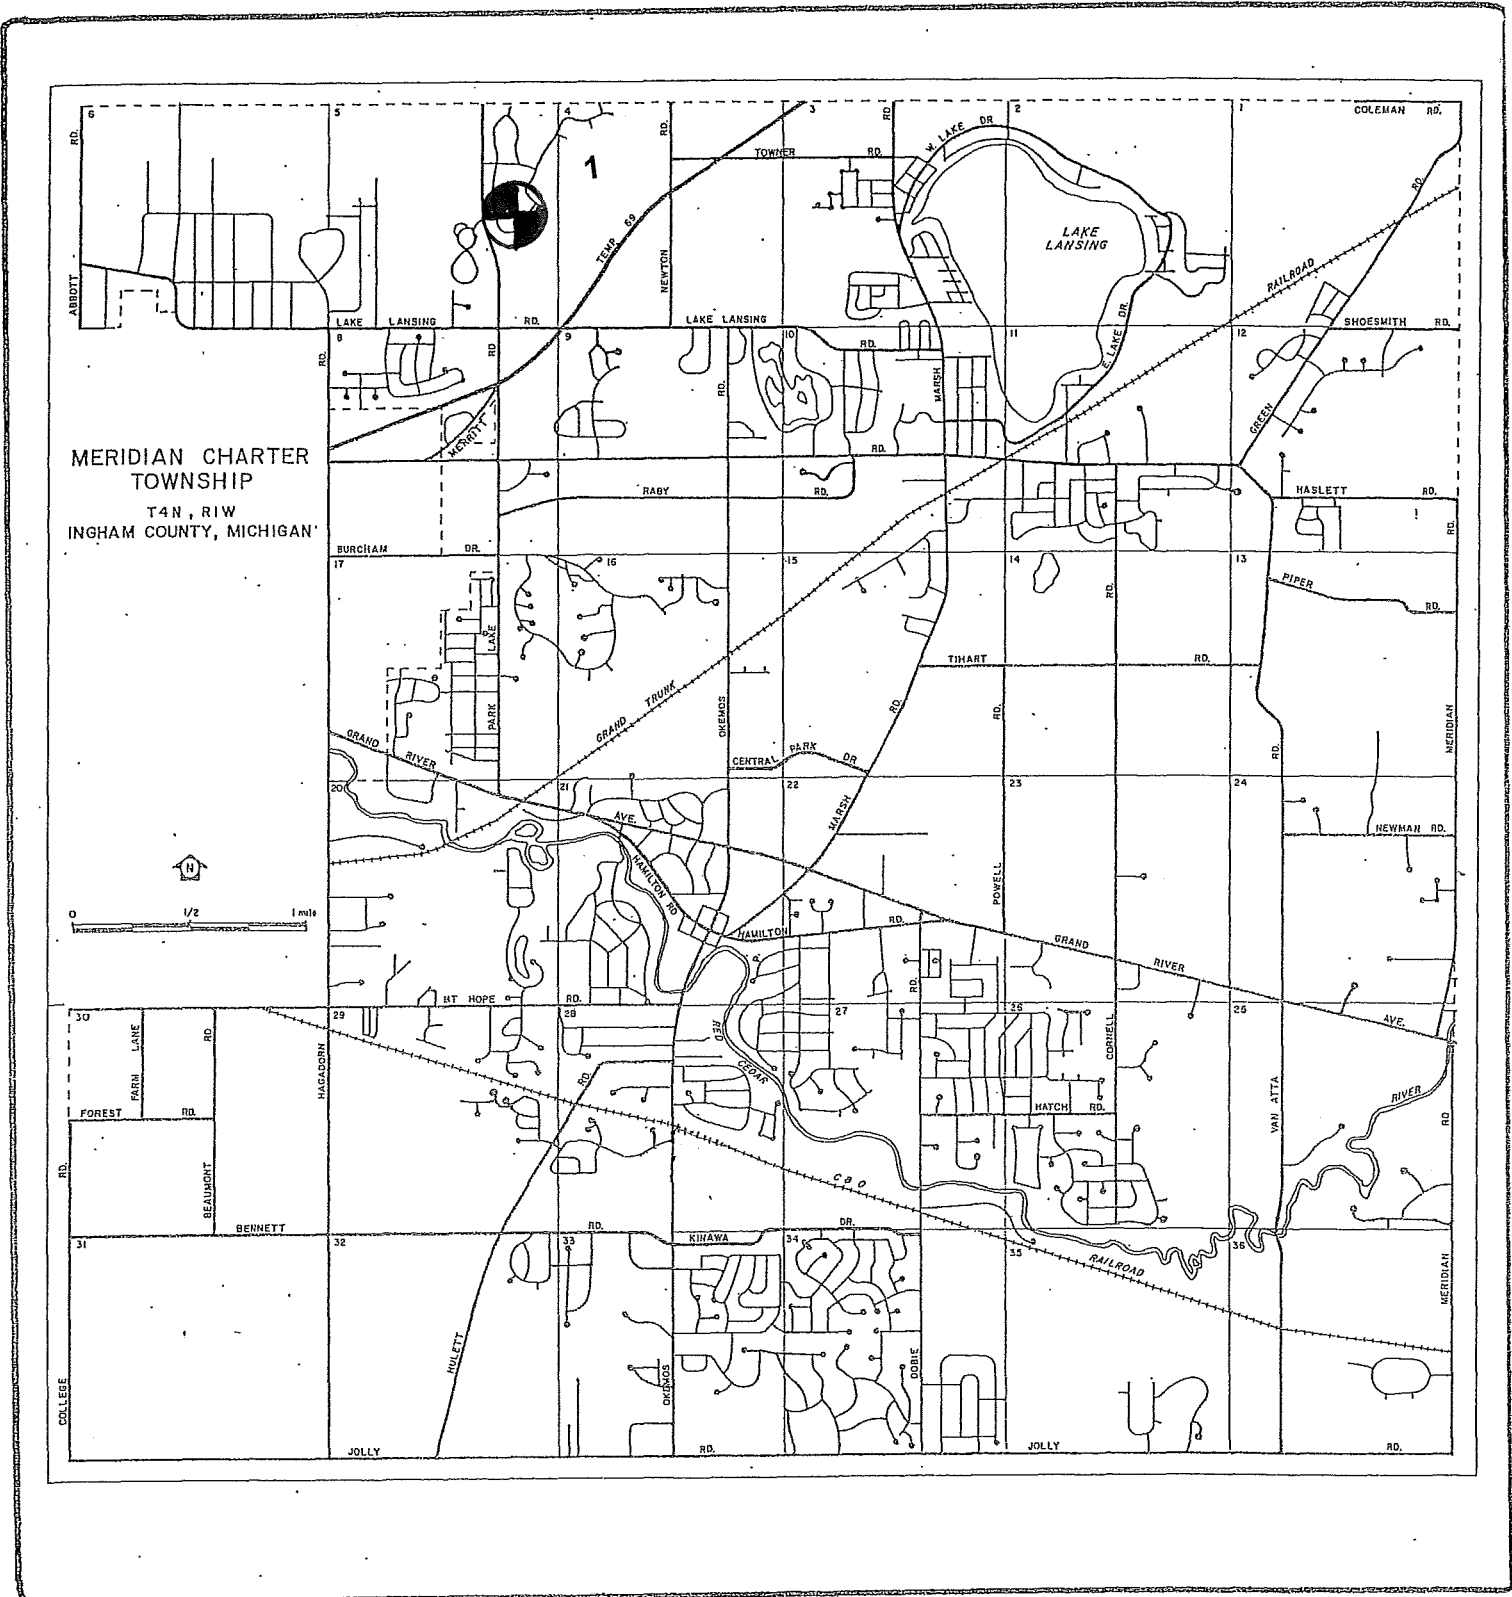 6
5
4
3
2
1
COLEMAN RD.
RD.
RD.
RD
RD
1
TOWNER RD.
W. LAKE DR
LAKE
LANSING
RD.
TEMP. 69
NEWTON
RAILROAD
ABBOTT
LAKE LANSING RD.
LAKE LANSING
RD.
E. LAKE DR.
SHOESMITH RD.
8
9
10
11
12
RD.
RD
RD.
MARSH
GREEN
MERRITT
RD.
MERIDIAN CHARTER
TOWNSHIP
T4N, R1W
INGHAM COUNTY, MICHIGAN
RABY RD.
HASLETT RD.
RD.
BURCHAM DR.
17
16
15
14
13
PIPER RD.
RD.
LAKE
PARK
TIHART RD.
GRAND TRUNK
OKEMOS
RD.
RD.
RD.
MERIDIAN
GRAND RIVER
CENTRAL PARK DR
20
21
22
23
24
AVE.
MARSH
NEWMAN RD.
HAMILTON RD
POWELL
N
0 1/2 1 mile
HAMILTON RD.
GRAND RIVER
RD.
MT HOPE RD.
30
29
28
27
26
25
AVE.
FARM LANE
RD
RED
CEDAR
CORNELL
HAGADORN
RD.
RIVER
FOREST RD.
HATCH RD.
VAN ATTA
RD
RD.
BEAUMONT
C&O
BENNETT RD.
KINAWA DR.
31
32
33
34
35
36
RAILROAD
MERIDIAN
HULETT
OKEMOS
DOBIE
COLLEGE
JOLLY RD.
JOLLY RD.